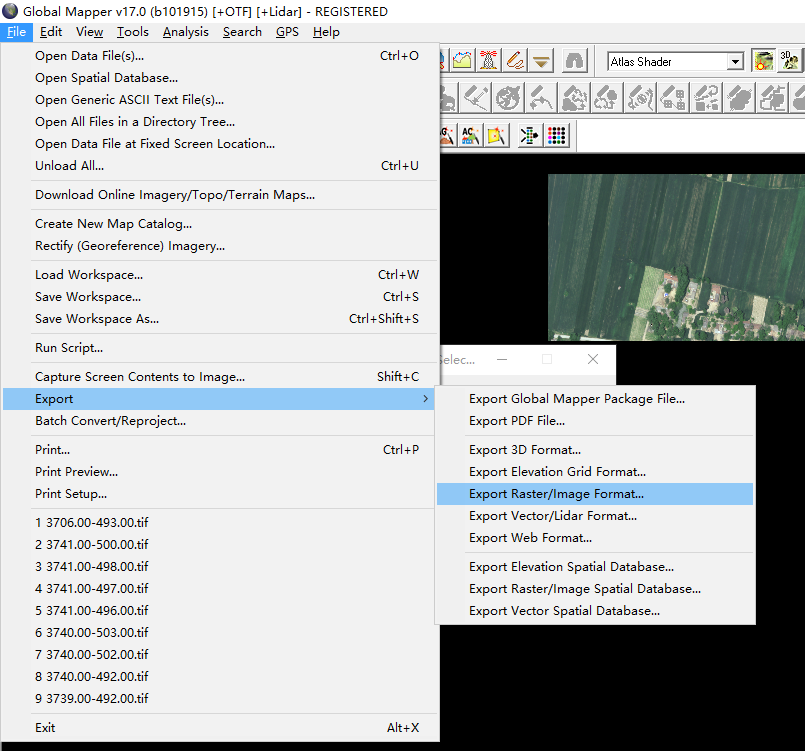 Global Mapper v17.0 (b101915) [+OTF] [+Lidar] - REGISTERED
File Edit View Tools Analysis Search GPS Help
Open Data File(s)... Ctrl+O
Open Spatial Database...
Open Generic ASCII Text File(s)...
Open All Files in a Directory Tree...
Open Data File at Fixed Screen Location...
Unload All... Ctrl+U
Download Online Imagery/Topo/Terrain Maps...
Create New Map Catalog...
Rectify (Georeference) Imagery...
Load Workspace... Ctrl+W
Save Workspace... Ctrl+S
Save Workspace As... Ctrl+Shift+S
Run Script...
Capture Screen Contents to Image... Shift+C
Export
Batch Convert/Reproject...
Print... Ctrl+P
Print Preview...
Print Setup...
1 3706.00-493.00.tif
2 3741.00-500.00.tif
3 3741.00-498.00.tif
4 3741.00-497.00.tif
5 3741.00-496.00.tif
6 3740.00-503.00.tif
7 3740.00-502.00.tif
8 3740.00-492.00.tif
9 3739.00-492.00.tif
Exit Alt+X
Atlas Shader
3D
AC
Export Global Mapper Package File...
Export PDF File...
Export 3D Format...
Export Elevation Grid Format...
Export Raster/Image Format...
Export Vector/Lidar Format...
Export Web Format...
Export Elevation Spatial Database...
Export Raster/Image Spatial Database...
Export Vector Spatial Database...